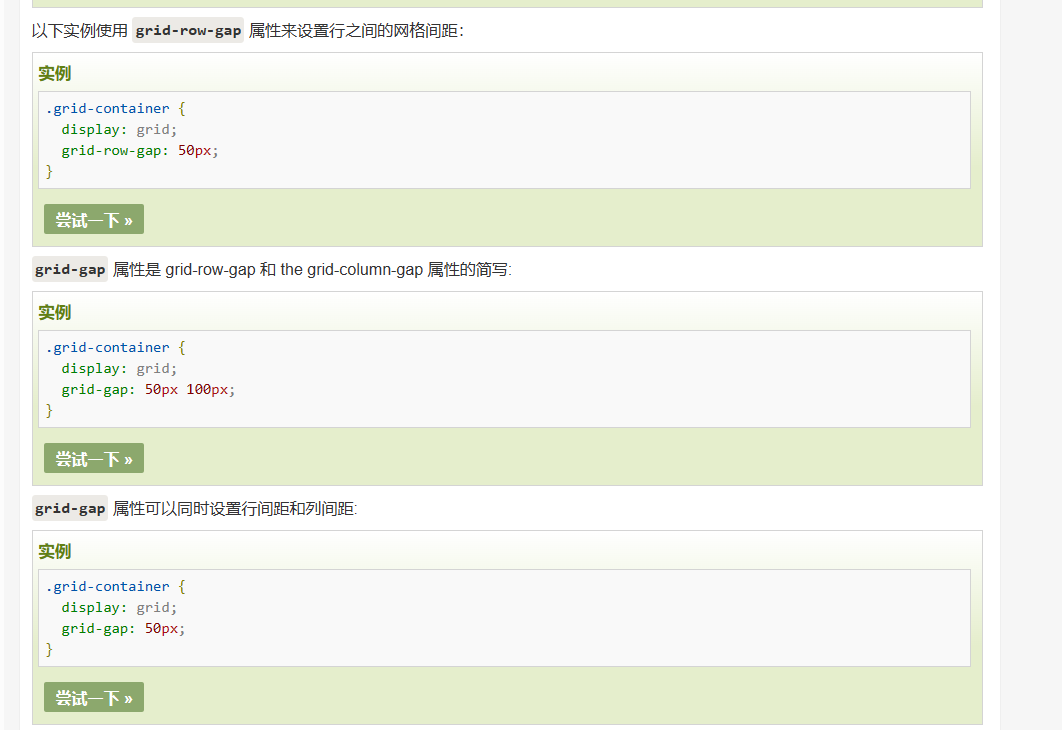 以下实例使用 grid-row-gap 属性来设置行之间的网格间距：
实例
.grid-container {
  display: grid;
  grid-row-gap: 50px;
}
尝试一下 »
grid-gap 属性是 grid-row-gap 和 the grid-column-gap 属性的简写:
实例
.grid-container {
  display: grid;
  grid-gap: 50px 100px;
}
尝试一下 »
grid-gap 属性可以同时设置行间距和列间距:
实例
.grid-container {
  display: grid;
  grid-gap: 50px;
}
尝试一下 »